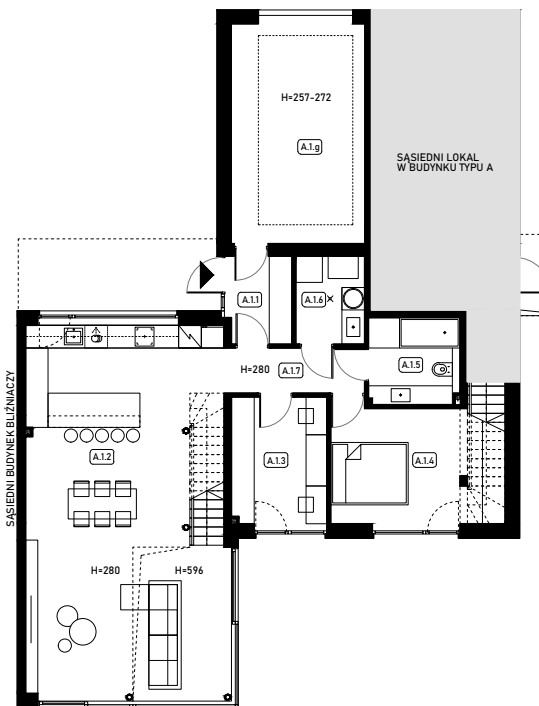 H=257-272
A.1.g
SĄSIEDNI LOKAL
W BUDYNKU TYPU A
A.1.1
A.1.6
H=280
A.1.7
A.1.5
SĄSIEDNI BUDYNEK BLIŹNIACZY
A.1.2
A.1.3
A.1.4
H=280
H=596